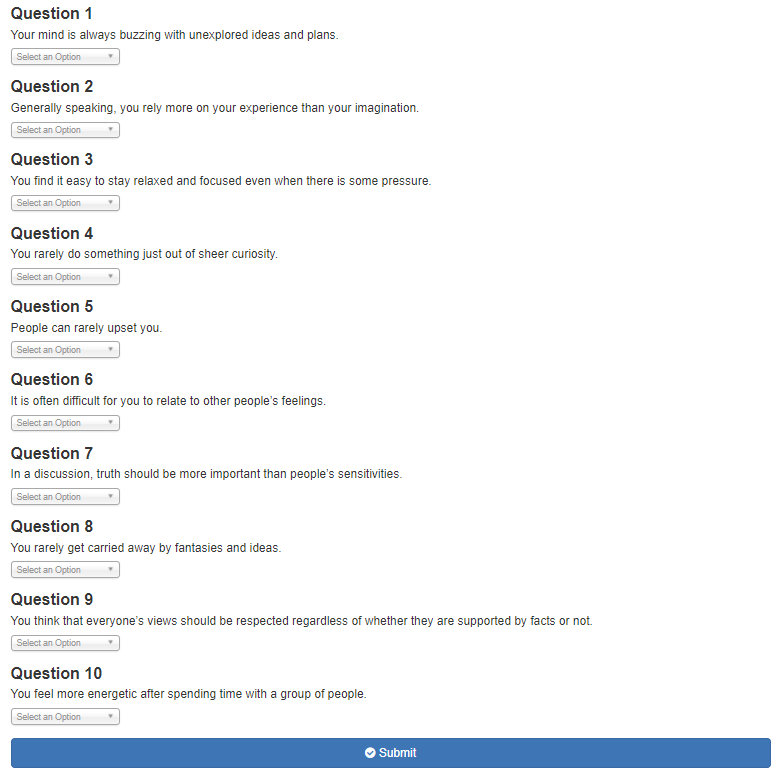 Question 1
Your mind is always buzzing with unexplored ideas and plans.
Select an Option
Question 2
Generally speaking, you rely more on your experience than your imagination.
Select an Option
Question 3
You find it easy to stay relaxed and focused even when there is some pressure.
Select an Option
Question 4
You rarely do something just out of sheer curiosity.
Select an Option
Question 5
People can rarely upset you.
Select an Option
Question 6
It is often difficult for you to relate to other people’s feelings.
Select an Option
Question 7
In a discussion, truth should be more important than people’s sensitivities.
Select an Option
Question 8
You rarely get carried away by fantasies and ideas.
Select an Option
Question 9
You think that everyone’s views should be respected regardless of whether they are supported by facts or not.
Select an Option
Question 10
You feel more energetic after spending time with a group of people.
Select an Option
Submit